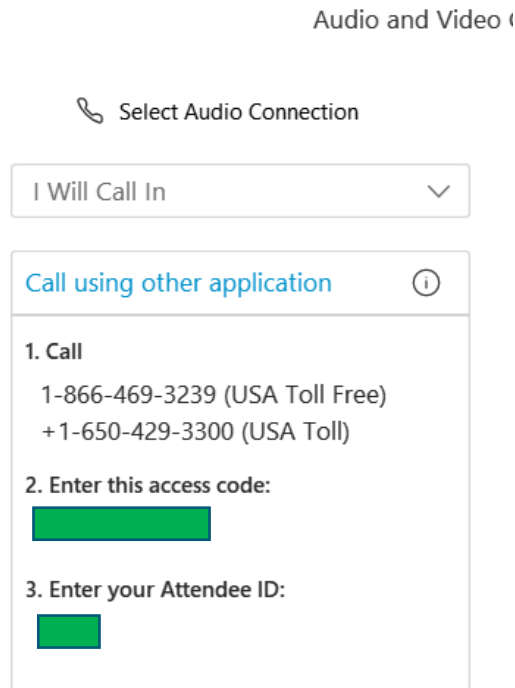 Audio and Video
Select Audio Connection
I Will Call In
Call using other application
1. Call
1-866-469-3239 (USA Toll Free)
+1-650-429-3300 (USA Toll)
2. Enter this access code:
3. Enter your Attendee ID: